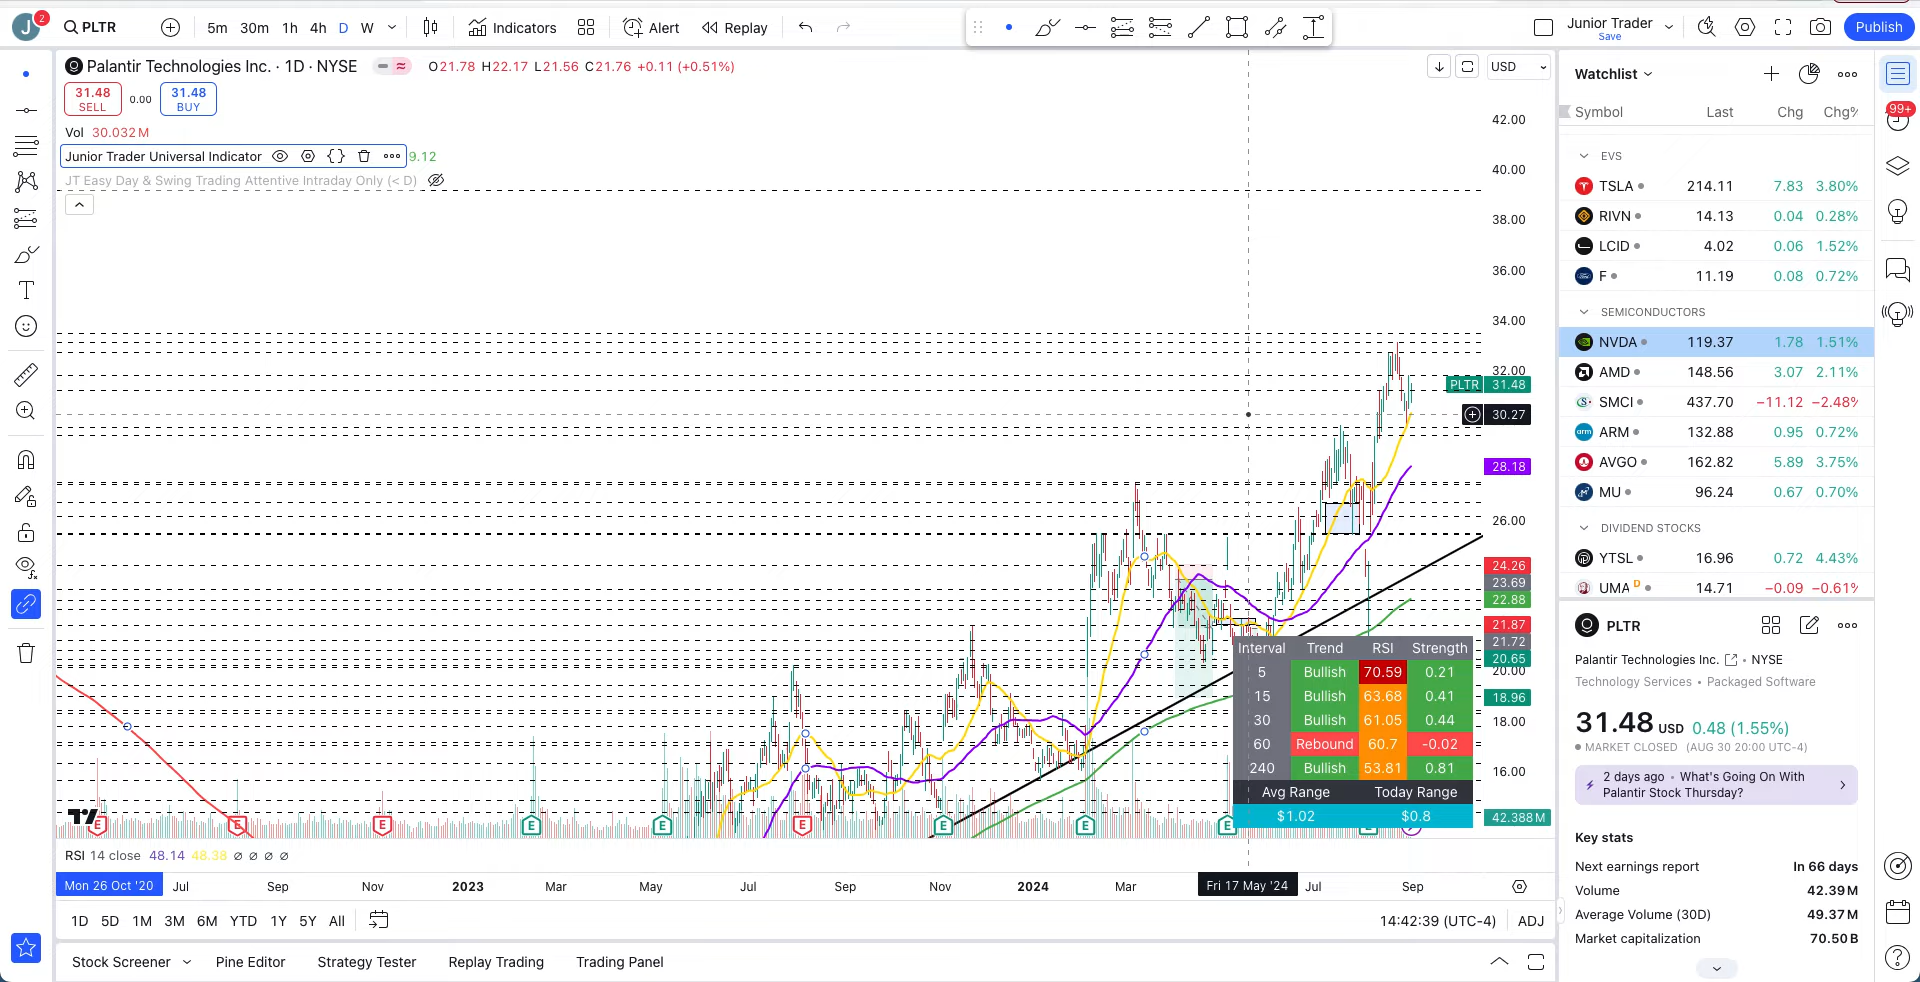 J 2 PLTR 5m 30m 1h 4h D W Indicators Alert Replay Junior Trader Save Publish
Palantir Technologies Inc. · 1D · NYSE O21.78 H22.17 L21.56 C21.76 +0.11 (+0.51%) USD
31.48 SELL 0.00 31.48 BUY
Vol 30.032M
Junior Trader Universal Indicator 9.12
JT Easy Day & Swing Trading Attentive Intraday Only (< D)
42.00
40.00
38.00
36.00
34.00
32.00
PLTR 31.48
30.27
28.18
26.00
24.26
23.69
22.88
21.87
21.72
20.65
20.00
18.96
18.00
16.00
42.388M
Interval Trend RSI Strength
5 Bullish 70.59 0.21
15 Bullish 63.68 0.41
30 Bullish 61.05 0.44
60 Rebound 60.7 -0.02
240 Bullish 53.81 0.81
Avg Range Today Range
$1.02 $0.8
E E E E E E E E E E
RSI 14 close 48.14 48.38 ∅ ∅ ∅ ∅
Mon 26 Oct '20 Jul Sep Nov 2023 Mar May Jul Sep Nov 2024 Mar Fri 17 May '24 Jul Sep
1D 5D 1M 3M 6M YTD 1Y 5Y All 14:42:39 (UTC-4) ADJ
Stock Screener Pine Editor Strategy Tester Replay Trading Trading Panel
Watchlist
Symbol Last Chg Chg%
99+
EVS
TSLA 214.11 7.83 3.80%
RIVN 14.13 0.04 0.28%
LCID 4.02 0.06 1.52%
F 11.19 0.08 0.72%
SEMICONDUCTORS
NVDA 119.37 1.78 1.51%
AMD 148.56 3.07 2.11%
SMCI 437.70 −11.12 −2.48%
ARM 132.88 0.95 0.72%
AVGO 162.82 5.89 3.75%
MU 96.24 0.67 0.70%
DIVIDEND STOCKS
YTSL 16.96 0.72 4.43%
UMA D 14.71 −0.09 −0.61%
PLTR
Palantir Technologies Inc. • NYSE
Technology Services • Packaged Software
31.48 USD 0.48 (1.55%)
MARKET CLOSED (AUG 30 20:00 UTC-4)
2 days ago • What's Going On With
Palantir Stock Thursday?
Key stats
Next earnings report In 66 days
Volume 42.39M
Average Volume (30D) 49.37M
Market capitalization 70.50B